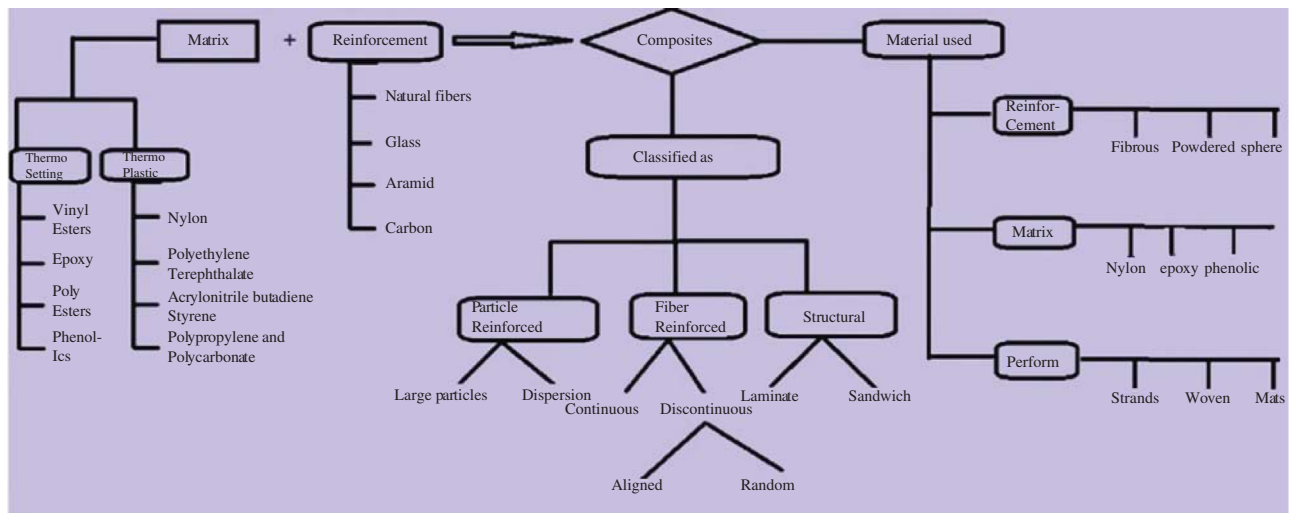 Matrix
+
Reinforcement
Composites
Material used
Natural fibers
Glass
Aramid
Carbon
Thermo
Setting
Thermo
Plastic
Vinyl
Esters
Epoxy
Poly
Esters
Phenol-
Ics
Nylon
Polyethylene
Terephthalate
Acrylonitrile butadiene
Styrene
Polypropylene and
Polycarbonate
Classified as
Particle
Reinforced
Fiber
Reinforced
Structural
Large particles
Dispersion
Continuous
Discontinuous
Laminate
Sandwich
Aligned
Random
Reinfor-
Cement
Fibrous
Powdered sphere
Matrix
Nylon
epoxy phenolic
Perform
Strands
Woven
Mats